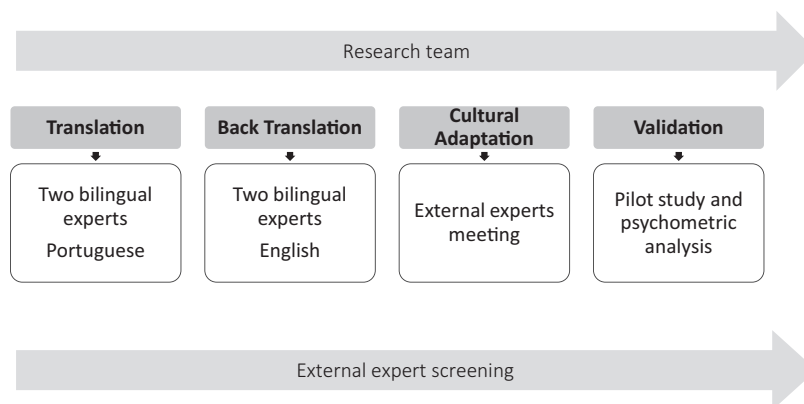 Research team
Translation
Two bilingual
experts
Portuguese
Back Translation
Two bilingual
experts
English
Cultural
Adaptation
External experts
meeting
Validation
Pilot study and
psychometric
analysis
External expert screening